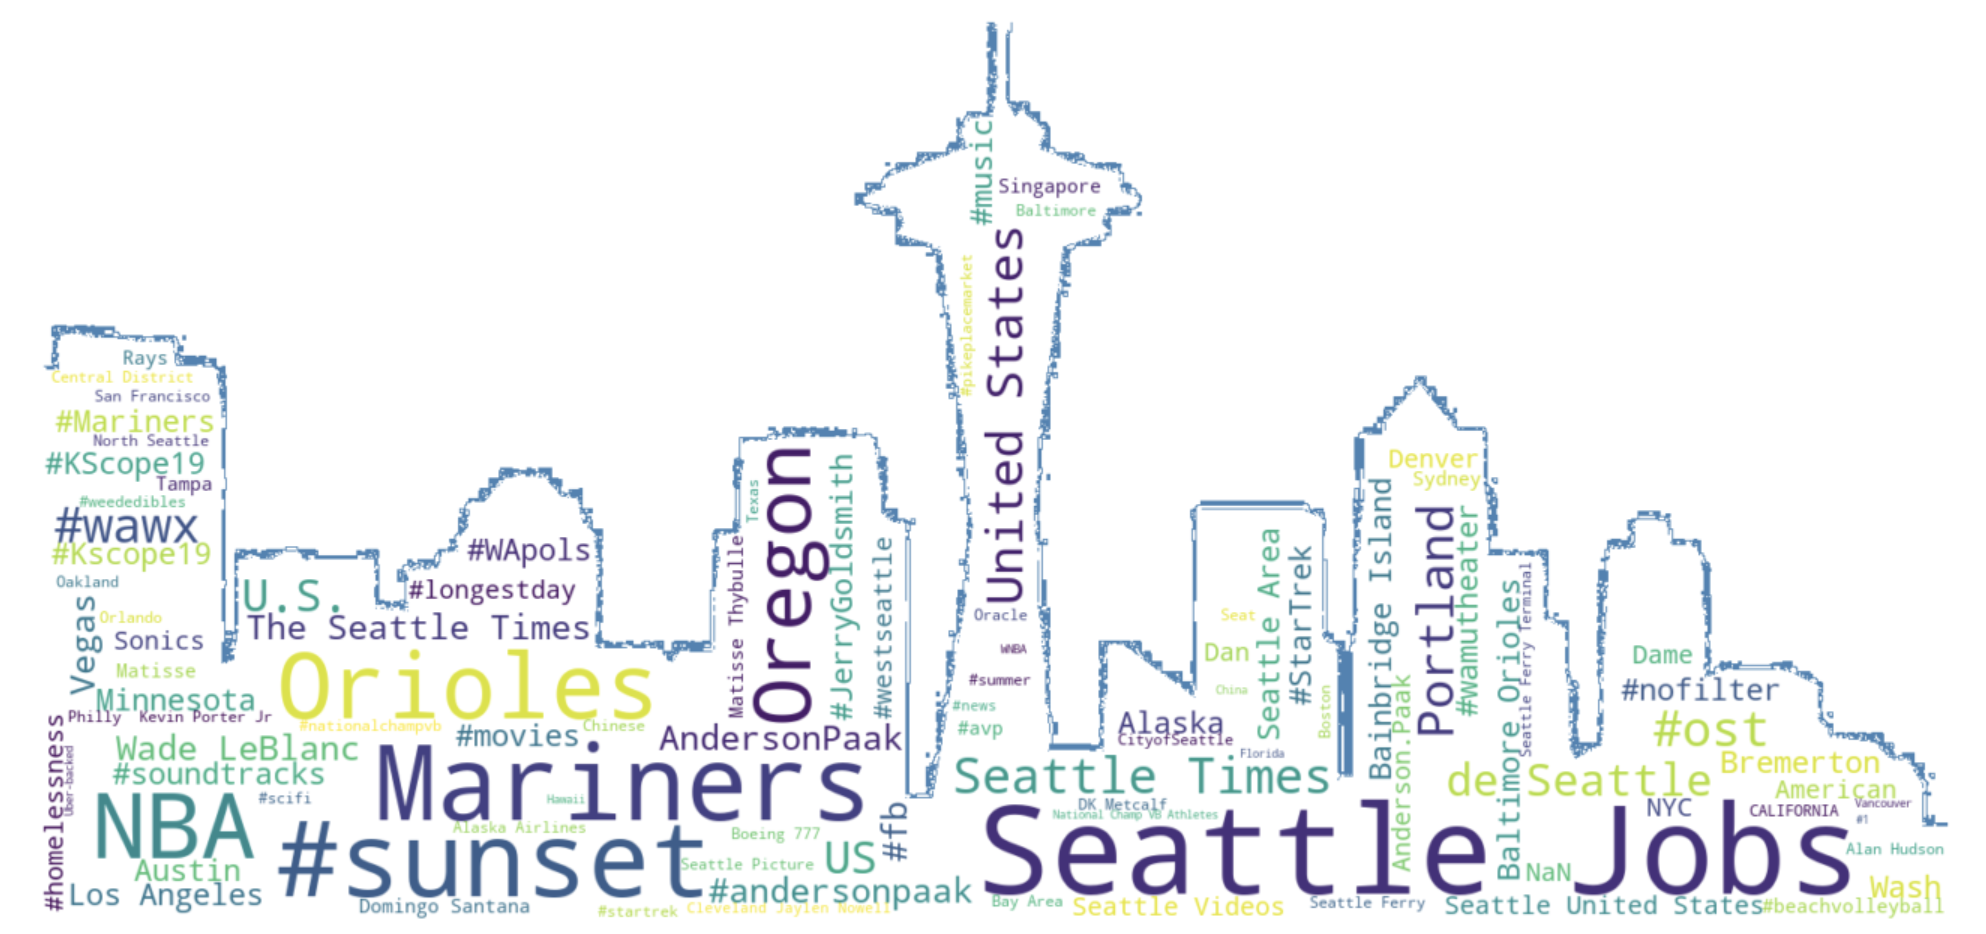 #music
Singapore
Baltimore
#pikeplacemarket
United States
Rays
Central District
San Francisco
#Mariners
North Seattle
#KScope19
Tampa
#weededibles
#wawx
#Kscope19
Oakland
Vegas
Orlando
Sonics
Matisse
Minnesota
U.S.
#WApols
#longestday
The Seattle Times
Orioles
Texas
Matisse Thybulle
Oregon
#JerryGoldsmith
#westseattle
Oracle
WNBA
#summer
#news
#avp
Seat
Dan
China
Seattle Area
#StarTrek
Boston
Alaska
CityofSeattle
Florida
Denver
Sydney
Bainbridge Island
Portland
#wamutheater
Anderson.Paak
Baltimore Orioles
Seattle Ferry Terminal
Dame
#nofilter
#ost
Philly
Kevin Porter Jr
#nationalchampvb
Chinese
#homelessness
Uber-backed
Wade LeBlanc
#movies
AndersonPaak
#soundtracks
Mariners
Seattle Times
de Seattle
Bremerton
American
NBA
#scifi
Hawaii
Alaska Airlines
Boeing 777
#fb
DK Metcalf
National Champ VB Athletes
NYC
CALIFORNIA
Vancouver
#1
Austin
#sunset
Seattle Picture
US
Seattle Jobs
NaN
Alan Hudson
Los Angeles
Domingo Santana
#startrek
Cleveland
Jaylen Nowell
#andersonpaak
Bay Area
Seattle Videos
Seattle Ferry
Seattle United States
Wash
#beachvolleyball